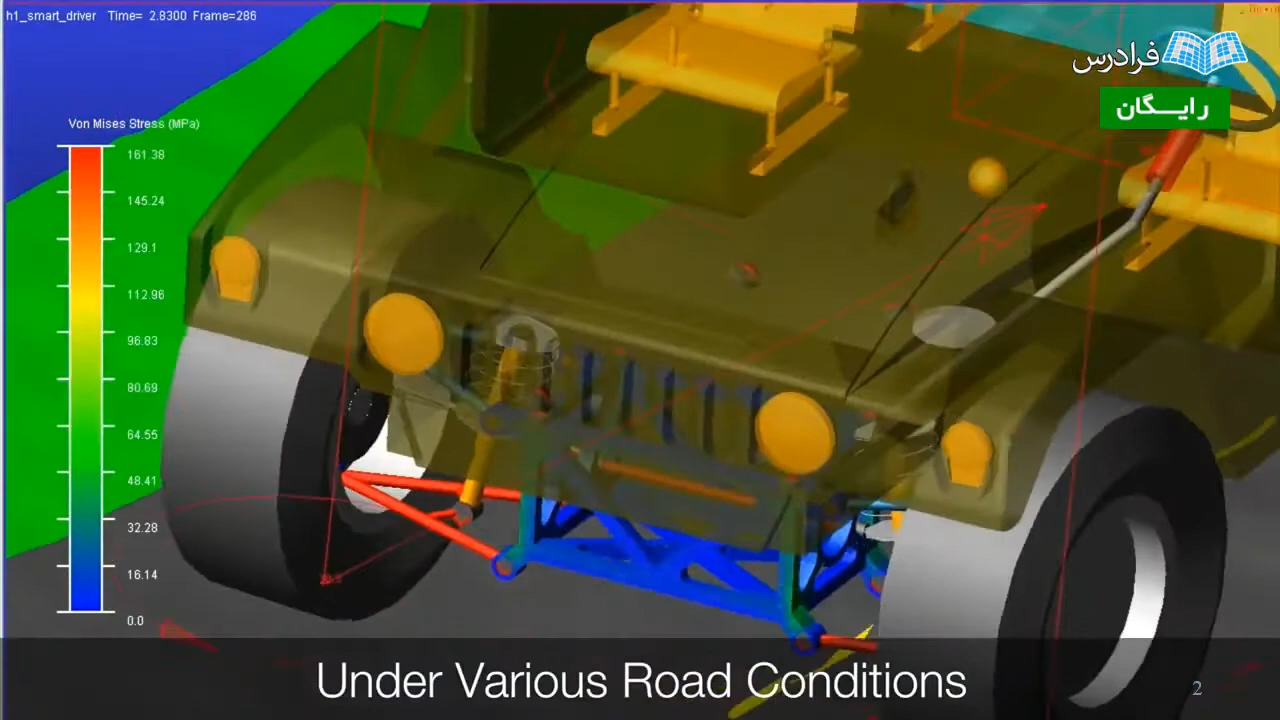 h1_smart_driver Time= 2.8300 Frame=286
فرادرس
رایگان
Von Mises Stress (MPa)
161.38
145.24
129.1
112.96
96.83
80.69
64.55
48.41
32.28
16.14
0.0
Under Various Road Conditions
2